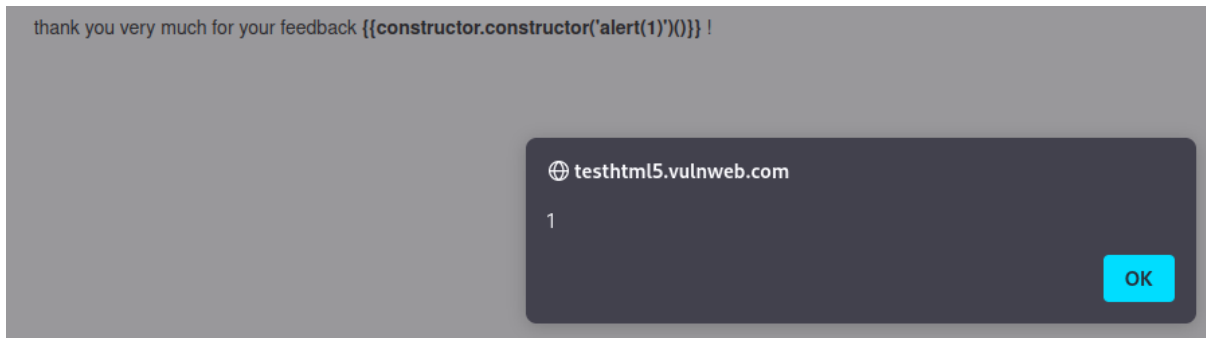 thank you very much for your feedback {{constructor.constructor('alert(1)')()}} !
testhtml5.vulnweb.com
1
OK